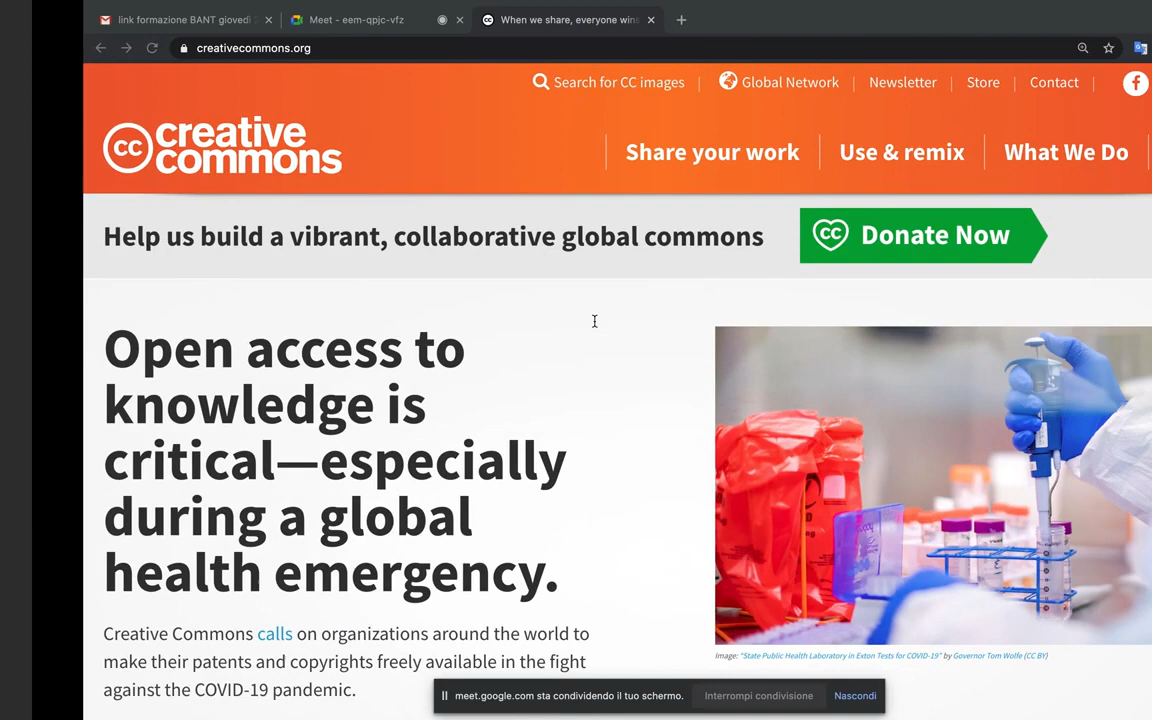 link formazione BANT giovedì
Meet - eem-qpjc-vfz
When we share, everyone wins
creativecommons.org
Search for CC images
Global Network
Newsletter
Store
Contact
cc creative commons
Share your work
Use & remix
What We Do
Help us build a vibrant, collaborative global commons
Donate Now
Open access to
knowledge is
critical—especially
during a global
health emergency.
Creative Commons calls on organizations around the world to
make their patents and copyrights freely available in the fight
against the COVID-19 pandemic.
Image: "State Public Health Laboratory in Exton Tests for COVID-19" by Governor Tom Wolfe (CC BY)
meet.google.com sta condividendo il tuo schermo.
Interrompi condivisione
Nascondi